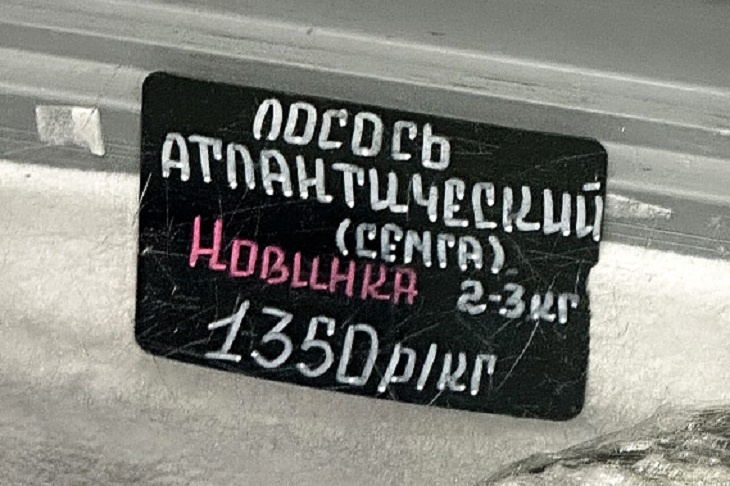 ЛОСОСЬ
АТЛАНТИЧЕСКИЙ
(СЕМГА)
НОВИНКА 2-3кг
1350р/кг